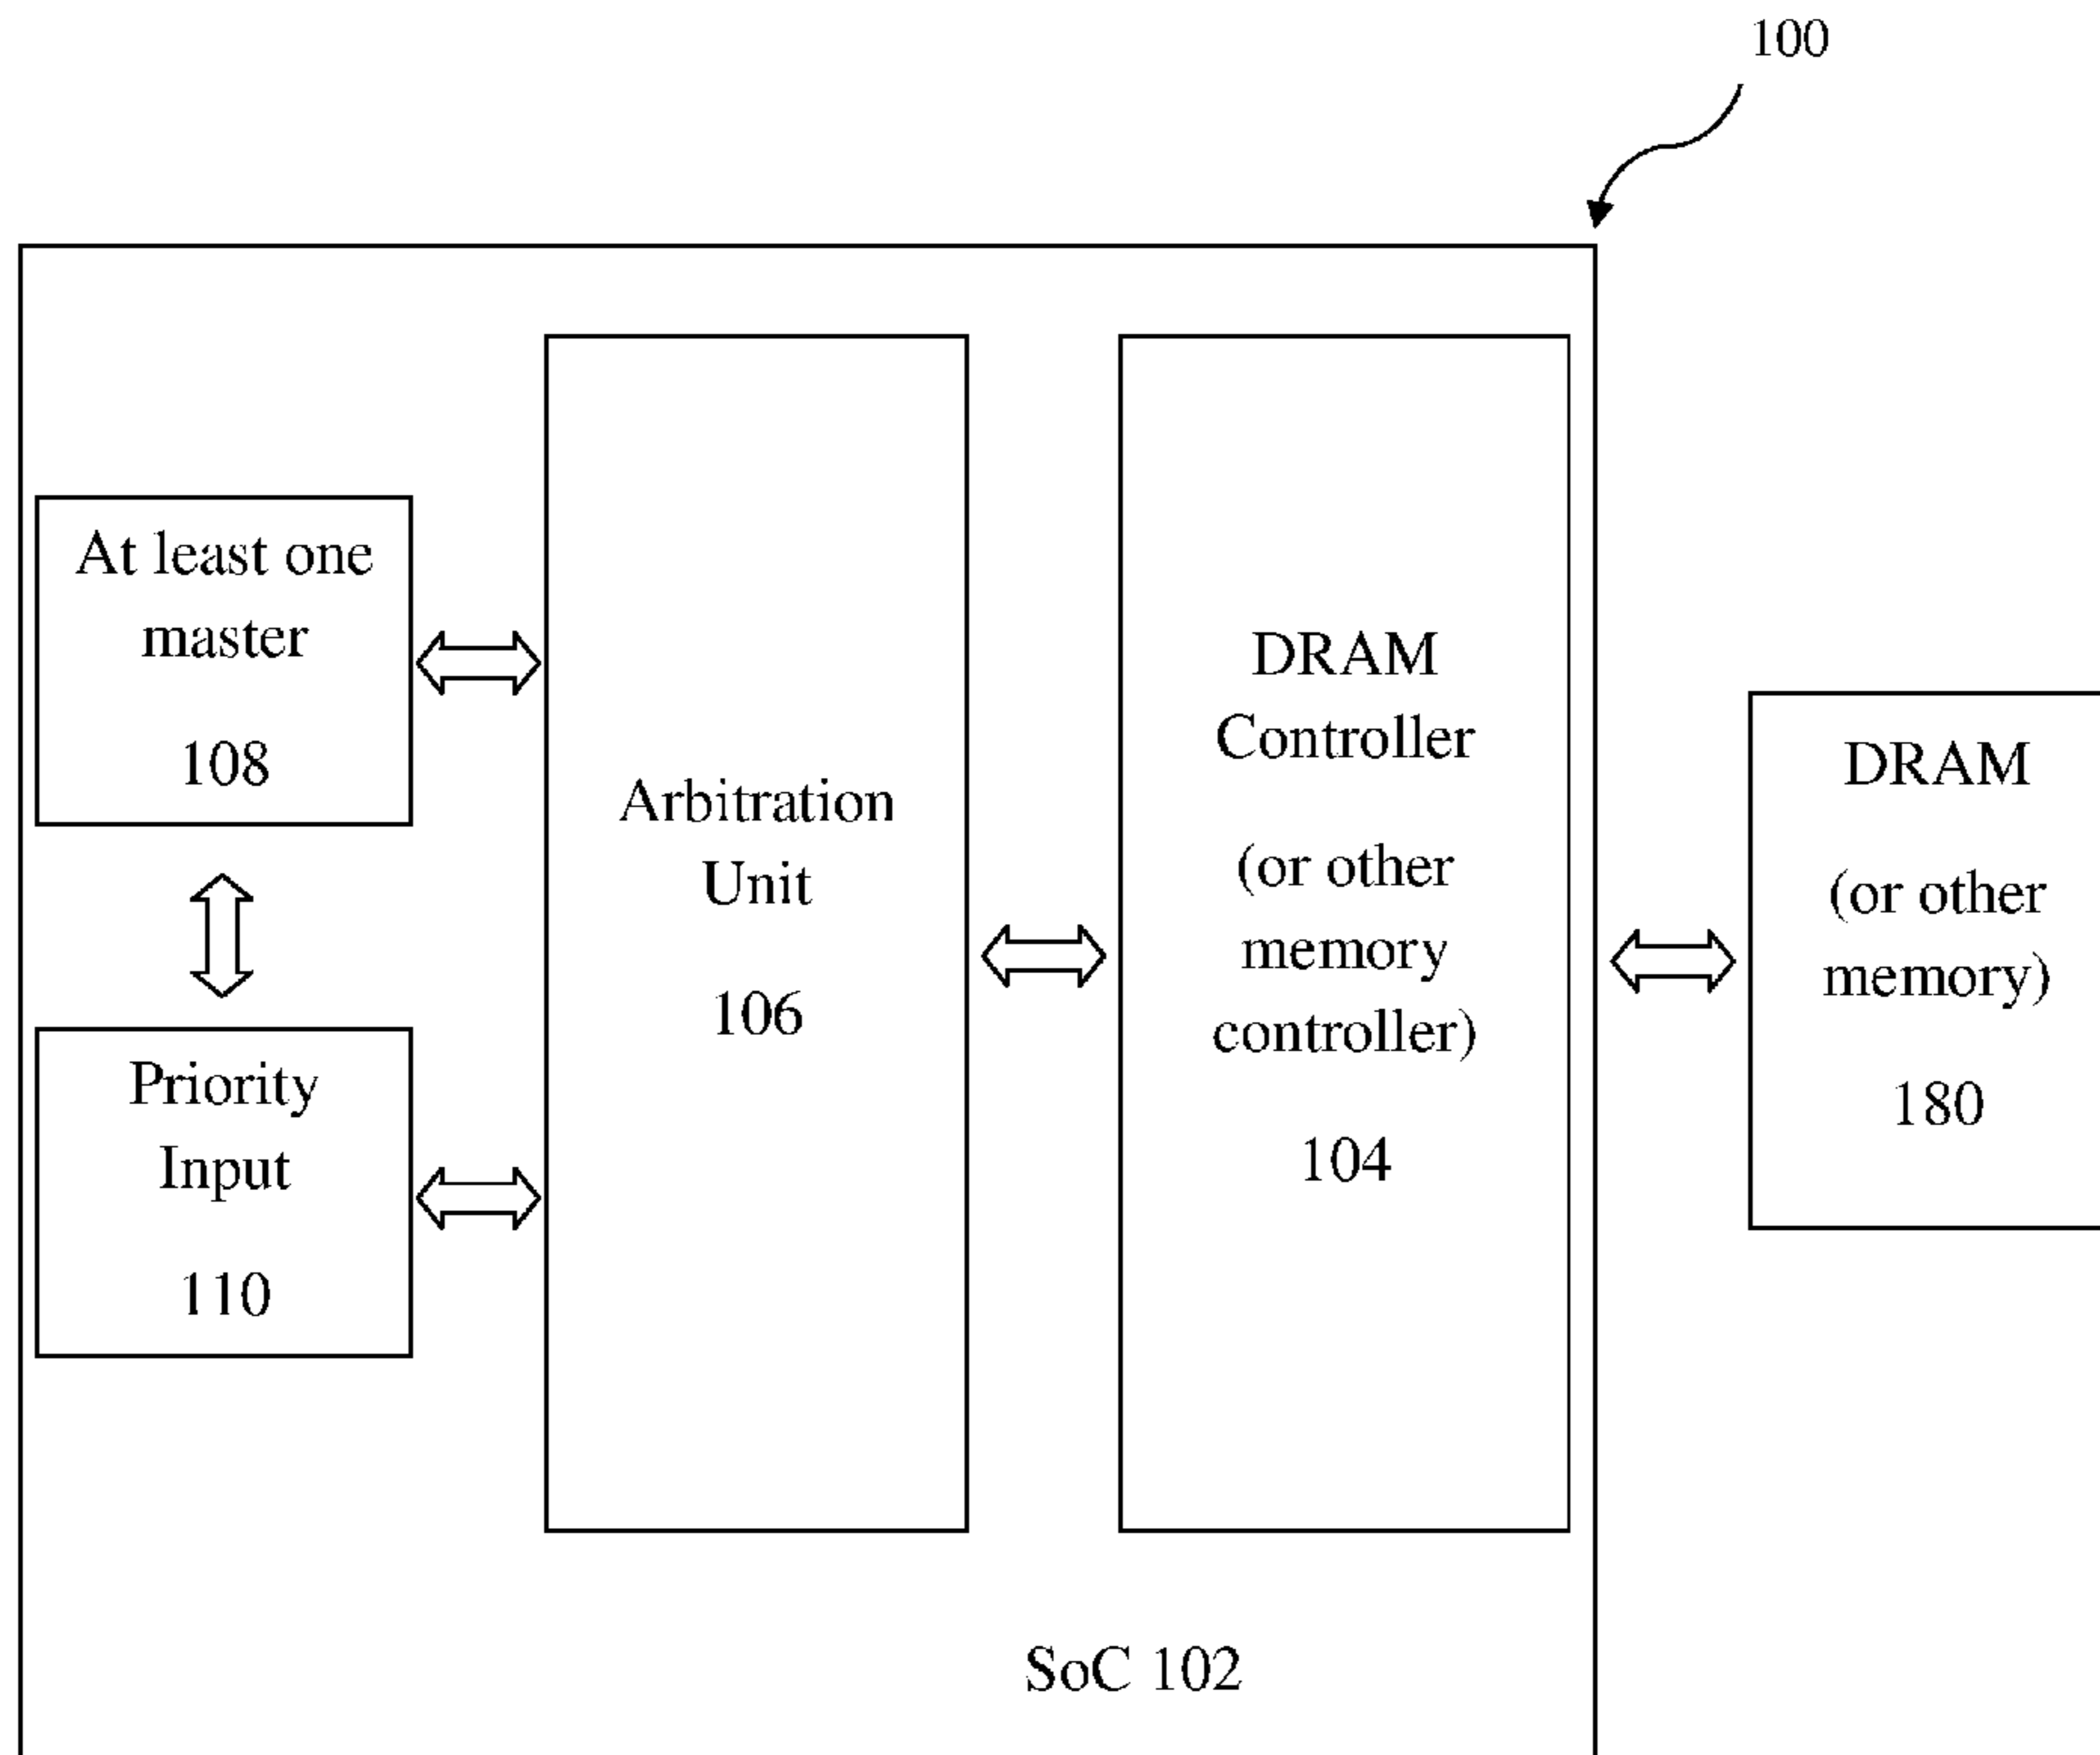 100
At least one
master
108
Priority
Input
110
Arbitration
Unit
106
DRAM
Controller
(or other
memory
controller)
104
DRAM
(or other
memory)
180
SoC 102